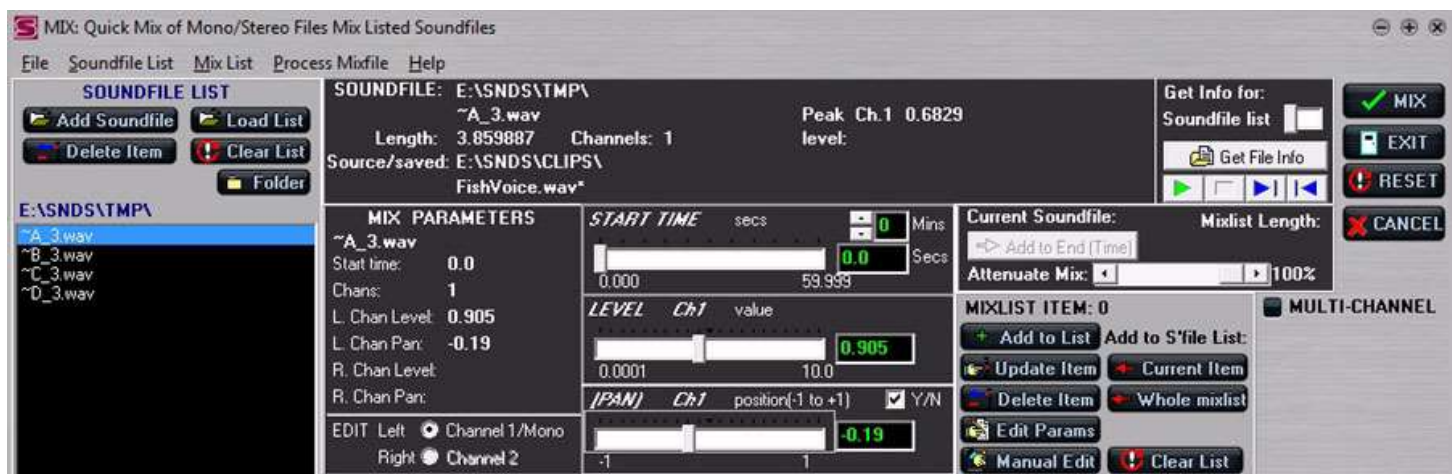 MIX: Quick Mix of Mono/Stereo Files Mix Listed Soundfiles
File Soundfile List Mix List Process Mixfile Help
SOUNDFILE LIST
Add Soundfile Load List
Delete Item Clear List
Folder
E:\SNDS\TMP\
~A_3.wav
~B_3.wav
~C_3.wav
~D_3.wav
SOUNDFILE: E:\SNDS\TMP\
~A_3.wav Peak Ch.1 0.6829
Length: 3.859887 Channels: 1 level:
Source/saved: E:\SNDS\CLIPS\
FishVoice.wav*
Get Info for:
Soundfile list
Get File Info
MIX
EXIT
RESET
CANCEL
MIX PARAMETERS
~A_3.wav
Start time: 0.0
Chans: 1
L. Chan Level: 0.905
L. Chan Pan: -0.19
R. Chan Level:
R. Chan Pan:
EDIT Left Channel 1/Mono
Right Channel 2
START TIME secs 0 Mins
0.0 Secs
0.000 59.999
LEVEL Ch1 value
0.905
0.0001 10.0
[PAN] Ch1 position(-1 to +1) Y/N
-0.19
-1 1
Current Soundfile: Mixlist Length:
Add to End (Time)
Attenuate Mix: 100%
MIXLIST ITEM: 0
Add to List Add to S'file List:
Update Item Current Item
Delete Item Whole mixlist
Edit Params
Manual Edit Clear List
MULTI-CHANNEL